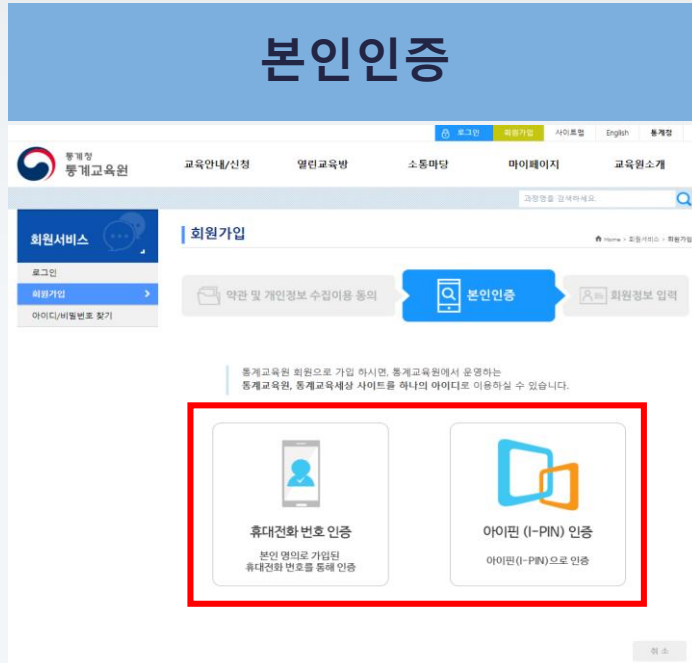 본인인증
로그인 회원가입 사이트맵 English 통계청
통계청
통계교육원
교육안내/신청 열린교육방 소통마당 마이페이지 교육원소개
과정명을 검색하세요.
회원서비스
로그인
회원가입
아이디/비밀번호 찾기
회원가입
Home > 회원서비스 > 회원가입
약관 및 개인정보 수집이용 동의
본인인증
회원정보 입력
통계교육원 회원으로 가입 하시면, 통계교육원에서 운영하는
통계교육원, 통계교육세상 사이트를 하나의 아이디로 이용하실 수 있습니다.
휴대전화 번호 인증
본인 명의로 가입된
휴대전화 번호를 통해 인증
아이핀 (I-PIN) 인증
아이핀(I-PIN)으로 인증
취소